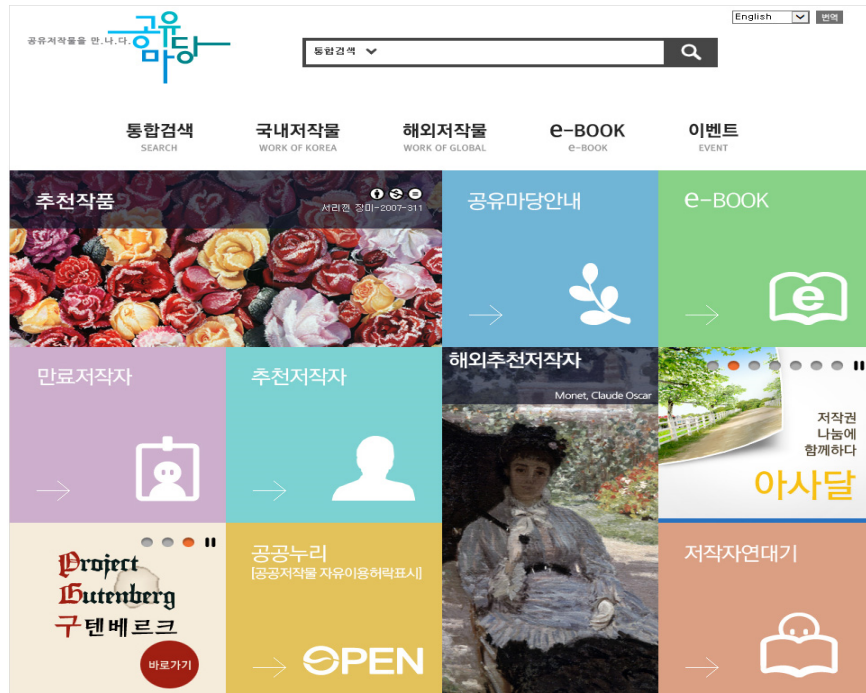 공유저작물을 만.나.다.
공유마당
English
번역
통합검색
통합검색
SEARCH
국내저작물
WORK OF KOREA
해외저작물
WORK OF GLOBAL
e-BOOK
e-BOOK
이벤트
EVENT
추천작품
서리낀 장미-2007-311
공유마당안내
e-BOOK
e
만료저작자
추천저작자
해외추천저작자
Monet, Claude Oscar
저작권
나눔에
함께하다
아사달
Project
Gutenberg
구텐베르크
바로가기
공공누리
[공공저작물 자유이용허락표시]
OPEN
저작자연대기